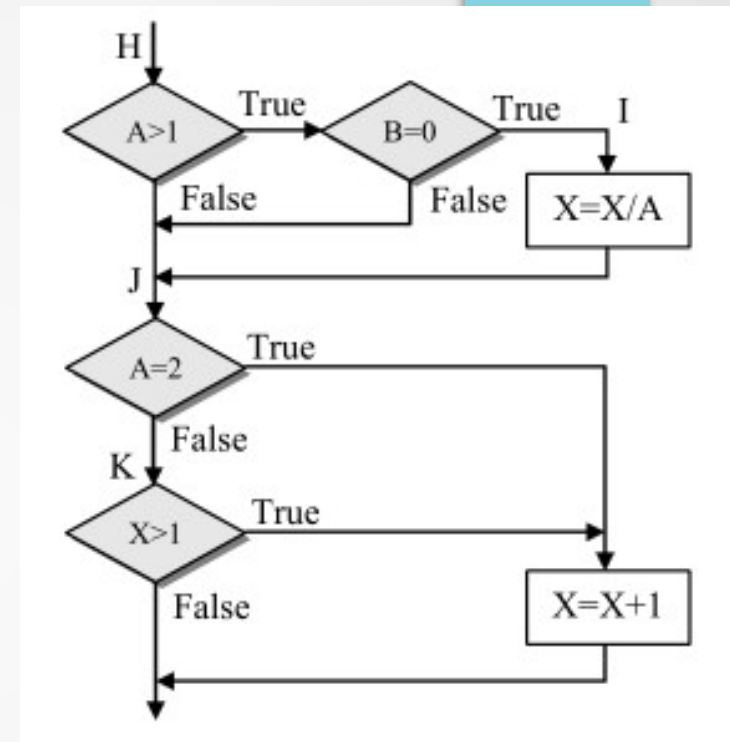 H
A>1
True
B=0
True
I
False
False
X=X/A
J
A=2
True
False
K
X>1
True
False
X=X+1